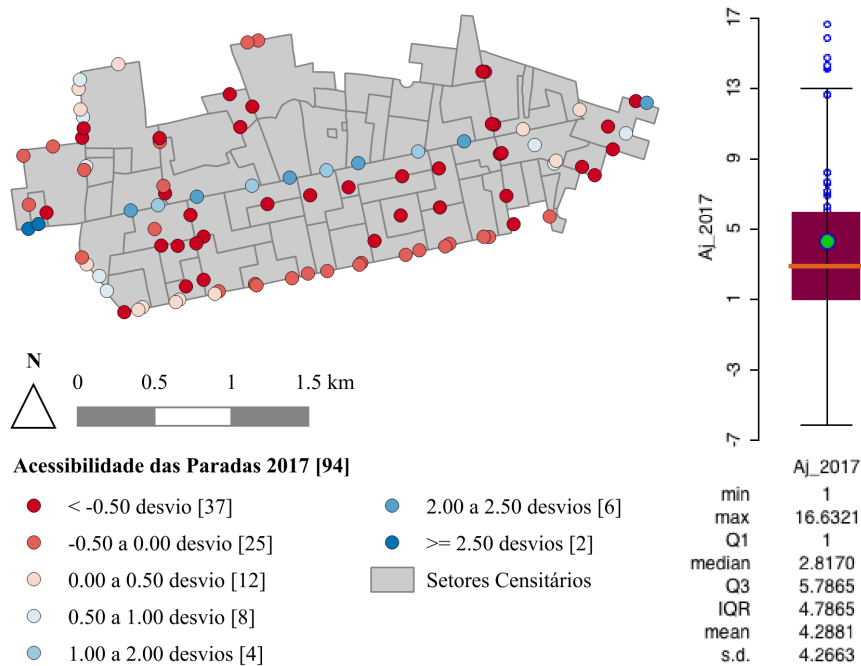 17
13
9
5
1
-3
-7
Aj_2017
N
0 0.5 1 1.5 km
Acessibilidade das Paradas 2017 [94]
< -0.50 desvio [37]
-0.50 a 0.00 desvio [25]
0.00 a 0.50 desvio [12]
0.50 a 1.00 desvio [8]
1.00 a 2.00 desvios [4]
2.00 a 2.50 desvios [6]
>= 2.50 desvios [2]
Setores Censitários
Aj_2017
min 1
max 16.6321
Q1 1
median 2.8170
Q3 5.7865
IQR 4.7865
mean 4.2881
s.d. 4.2663